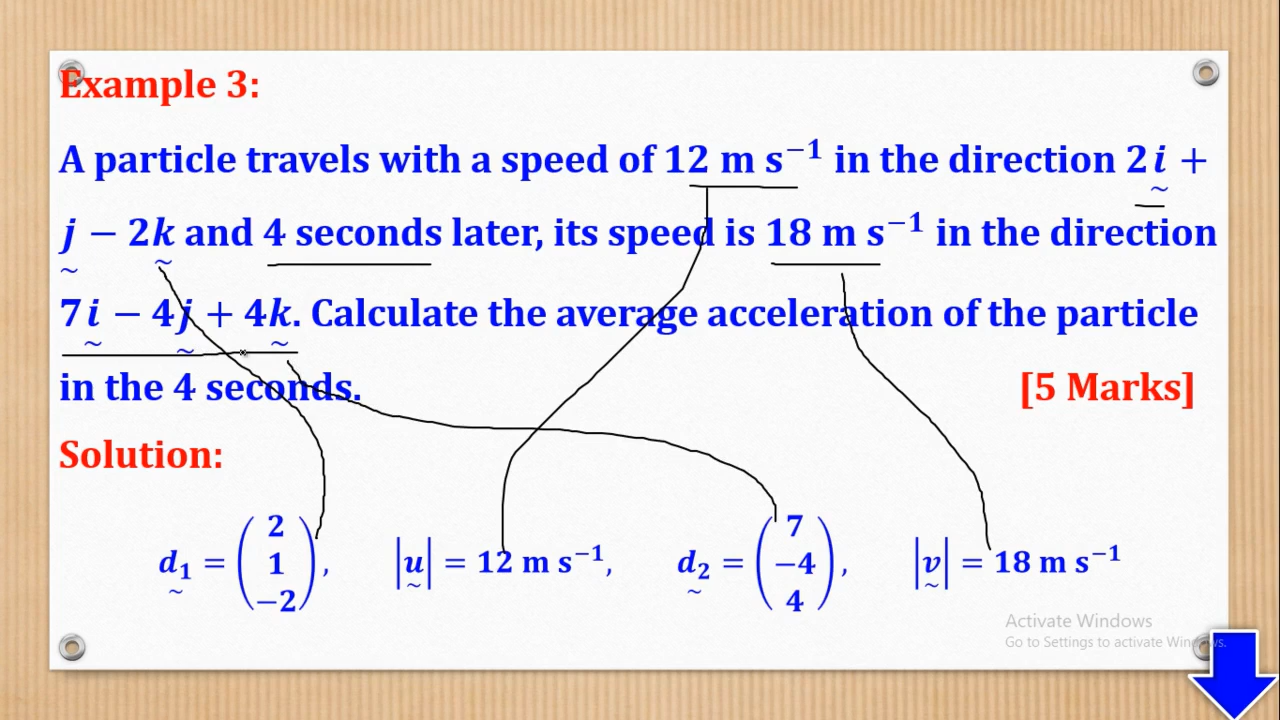 Example 3:
A particle travels with a speed of 12 m s⁻¹ in the direction 2i +
j − 2k and 4 seconds later, its speed is 18 m s⁻¹ in the direction
7i − 4j + 4k. Calculate the average acceleration of the particle
in the 4 seconds. [5 Marks]
Solution:
d₁ = (2 1 −2), |u| = 12 m s⁻¹, d₂ = (7 −4 4), |v| = 18 m s⁻¹
Activate Windows
Go to Settings to activate Windows.